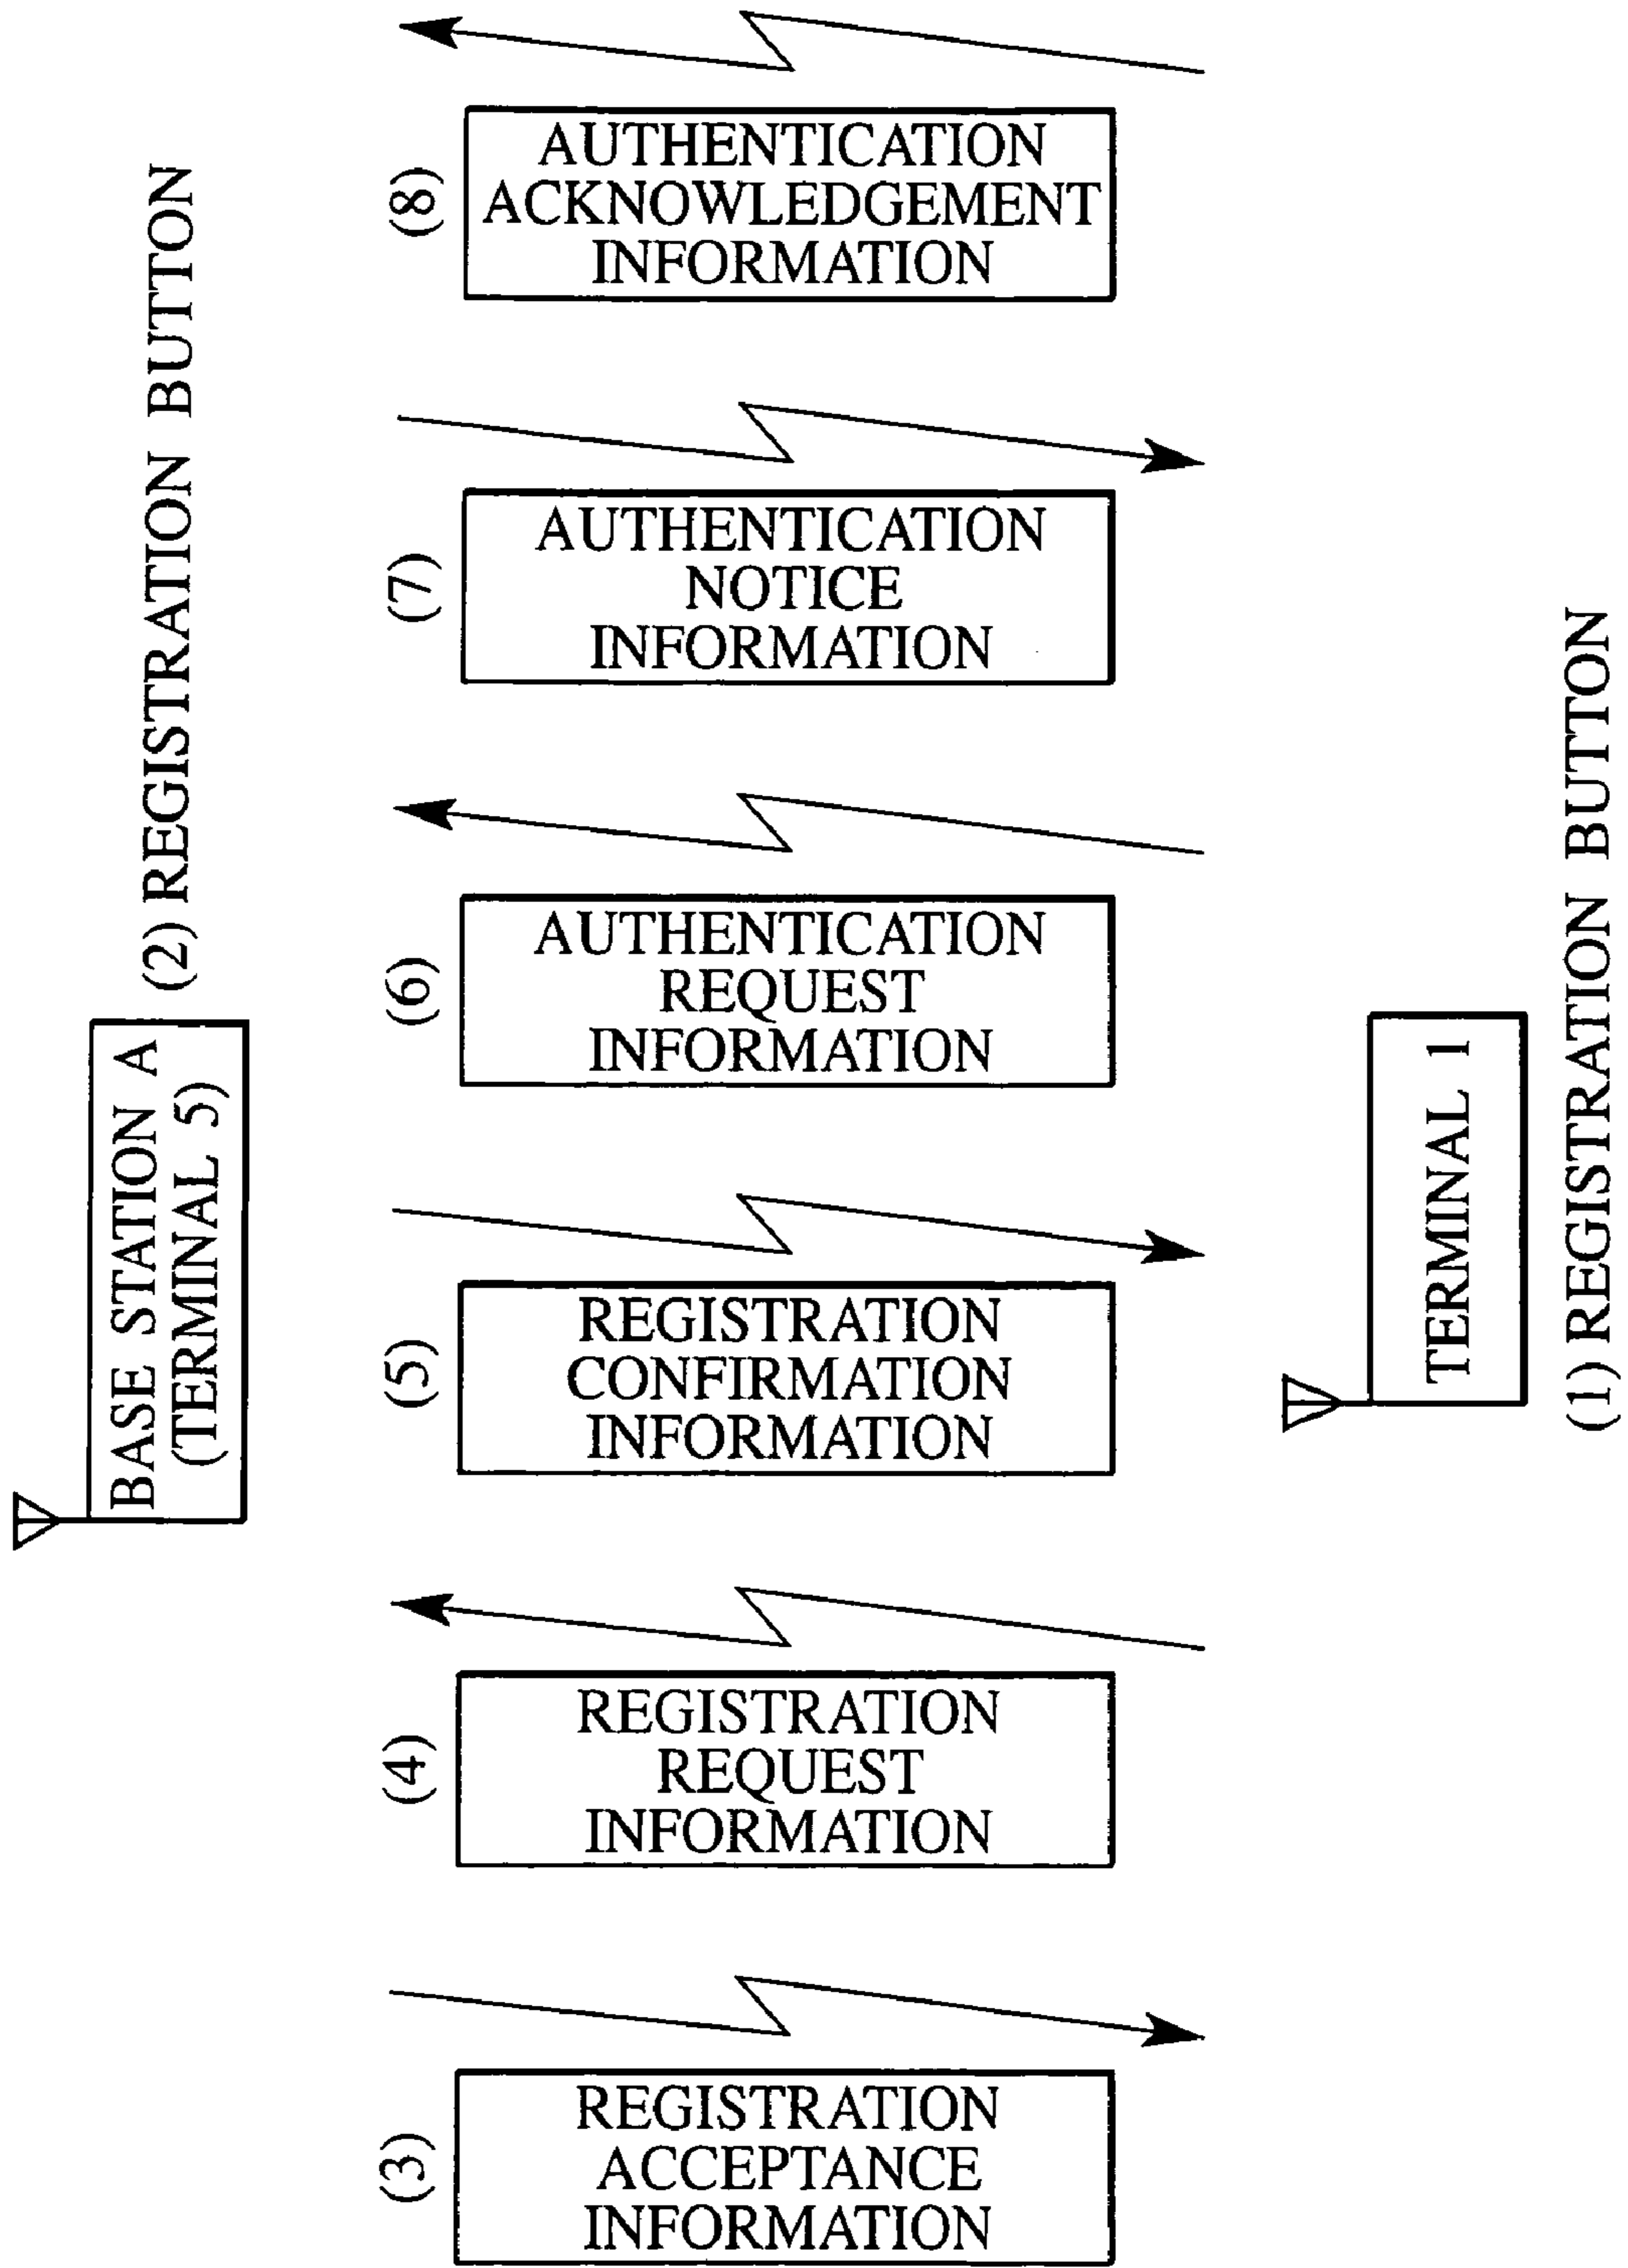 BASE STATION A
(TERMINAL 5)
(2) REGISTRATION BUTTON
(3)
REGISTRATION
ACCEPTANCE
INFORMATION
(4)
REGISTRATION
REQUEST
INFORMATION
(5)
REGISTRATION
CONFIRMATION
INFORMATION
(6)
AUTHENTICATION
REQUEST
INFORMATION
(7)
AUTHENTICATION
NOTICE
INFORMATION
(8)
AUTHENTICATION
ACKNOWLEDGEMENT
INFORMATION
TERMINAL 1
(1) REGISTRATION BUTTON